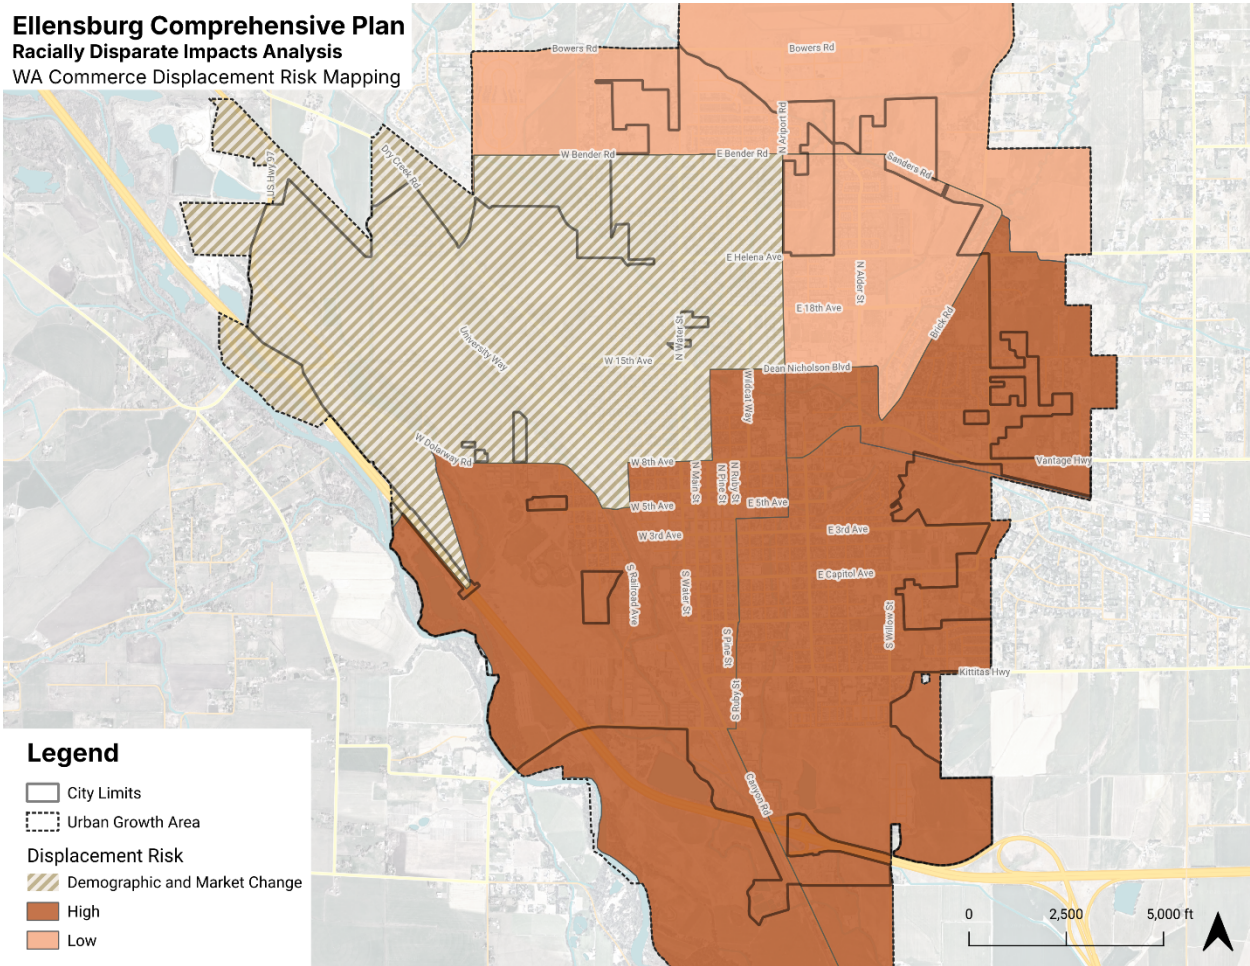 Ellensburg Comprehensive Plan
Racially Disparate Impacts Analysis
WA Commerce Displacement Risk Mapping
Bowers Rd
Bowers Rd
N Ariport Rd
W Bender Rd
E Bender Rd
Sanders Rd
Dry Creek Rd
US Hwy 97
E Helena Ave
N Alder St
E 18th Ave
Brick Rd
N Water St
University Way
W 15th Ave
Dean Nicholson Blvd
Wildcat Way
W Dolarway Rd
W 8th Ave
Vantage Hwy
N Main St
N Pine St
N Ruby St
W 5th Ave
E 5th Ave
W 3rd Ave
E 3rd Ave
E Capitol Ave
S Railroad Ave
S Water St
S Willow St
S Pine St
Kittitas Hwy
S Ruby St
Canyon Rd
Legend
City Limits
Urban Growth Area
Displacement Risk
Demographic and Market Change
High
Low
0 2,500 5,000 ft